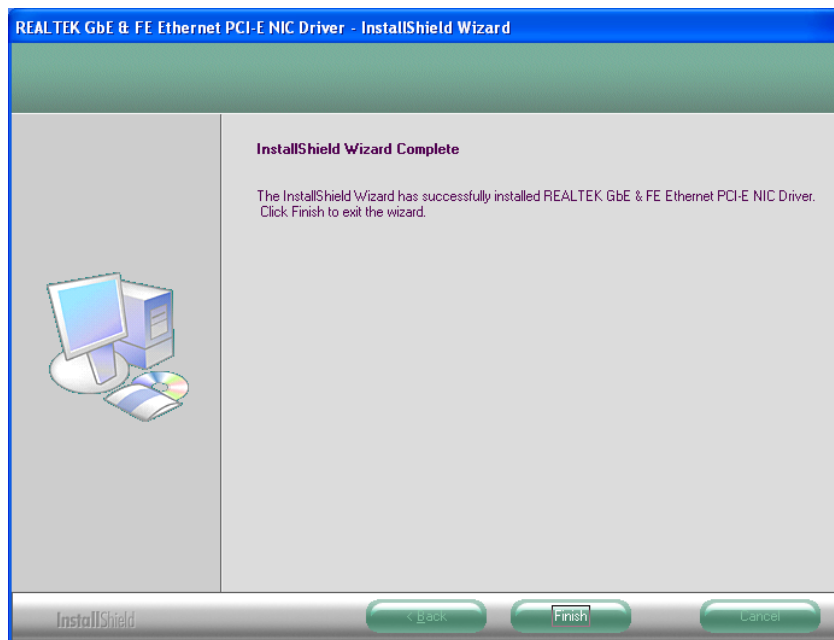 REALTEK GbE & FE Ethernet PCI-E NIC Driver - InstallShield Wizard
InstallShield Wizard Complete
The InstallShield Wizard has successfully installed REALTEK GbE & FE Ethernet PCI-E NIC Driver.
Click Finish to exit the wizard.
InstallShield
< Back
Finish
Cancel